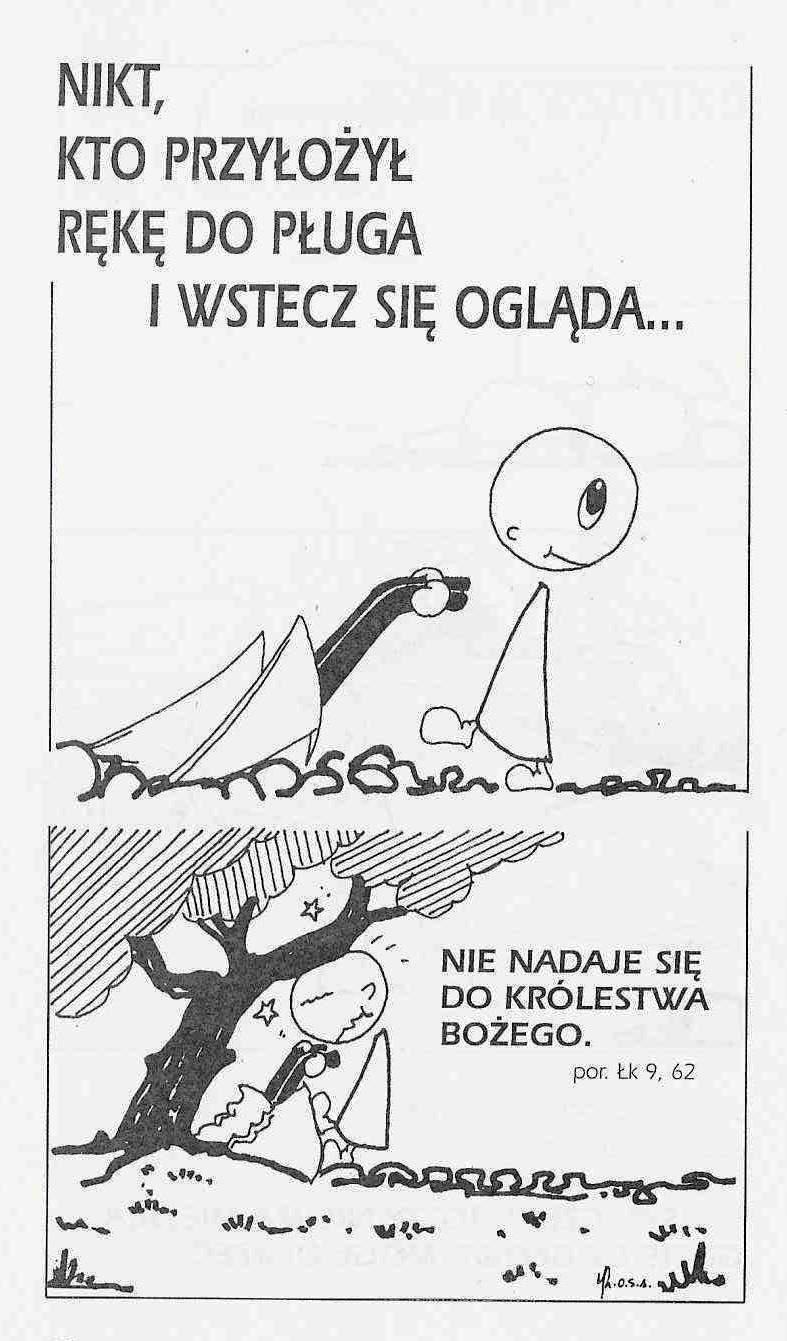 NIKT,
KTO PRZYŁOŻYŁ
RĘKĘ DO PŁUGA
I WSTECZ SIĘ OGLĄDA...
NIE NADAJE SIĘ
DO KRÓLESTWA
BOŻEGO.
por. Łk 9, 62